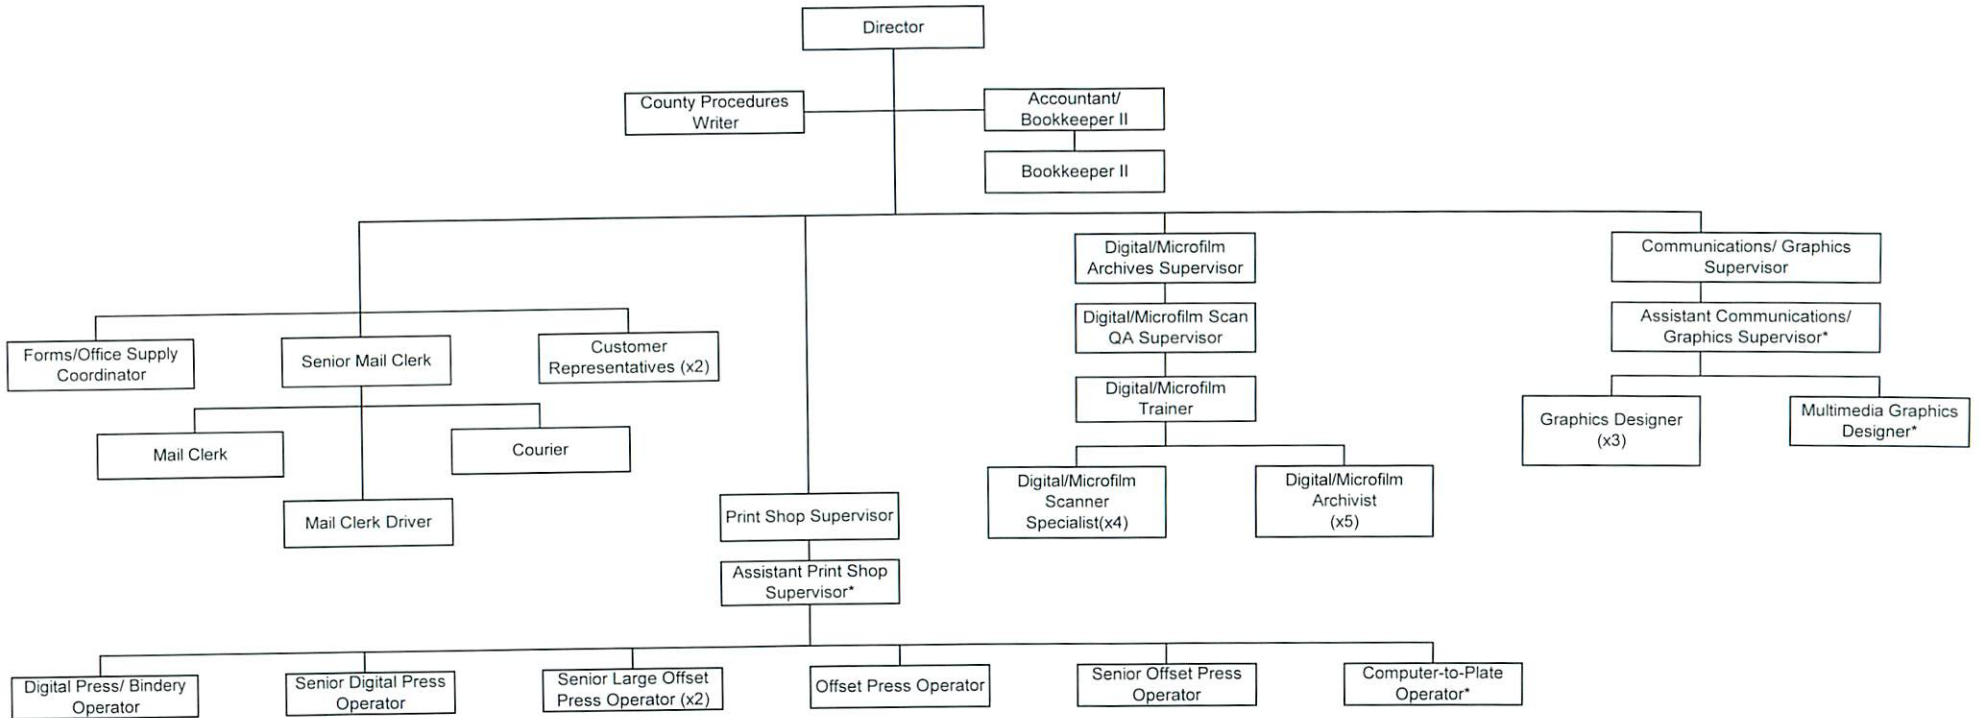 Director
County Procedures
Writer
Accountant/
Bookkeeper II
Bookkeeper II
Digital/Microfilm
Archives Supervisor
Communications/ Graphics
Supervisor
Digital/Microfilm Scan
QA Supervisor
Assistant Communications/
Graphics Supervisor*
Forms/Office Supply
Coordinator
Senior Mail Clerk
Customer
Representatives (x2)
Digital/Microfilm
Trainer
Graphics Designer
(x3)
Multimedia Graphics
Designer*
Mail Clerk
Courier
Digital/Microfilm
Scanner
Specialist(x4)
Digital/Microfilm
Archivist
(x5)
Mail Clerk Driver
Print Shop Supervisor
Assistant Print Shop
Supervisor*
Digital Press/ Bindery
Operator
Senior Digital Press
Operator
Senior Large Offset
Press Operator (x2)
Offset Press Operator
Senior Offset Press
Operator
Computer-to-Plate
Operator*